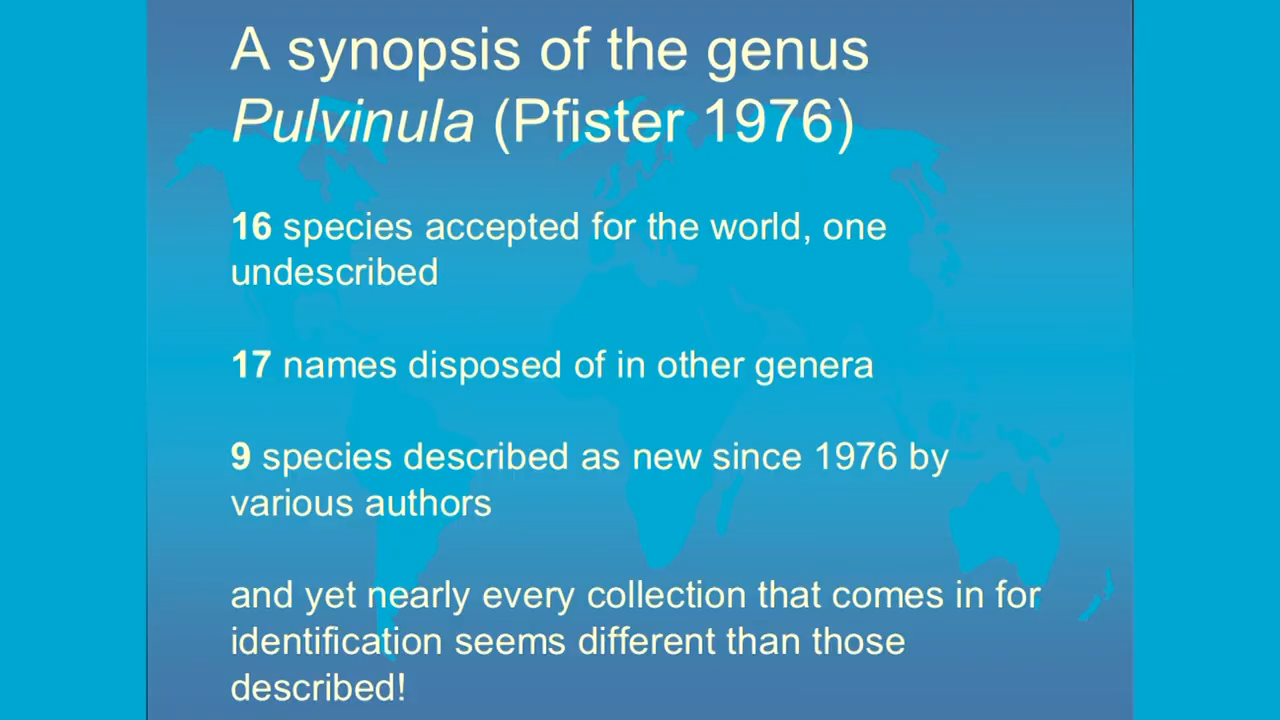 A synopsis of the genus
Pulvinula (Pfister 1976)
16 species accepted for the world, one
undescribed
17 names disposed of in other genera
9 species described as new since 1976 by
various authors
and yet nearly every collection that comes in for
identification seems different than those
described!